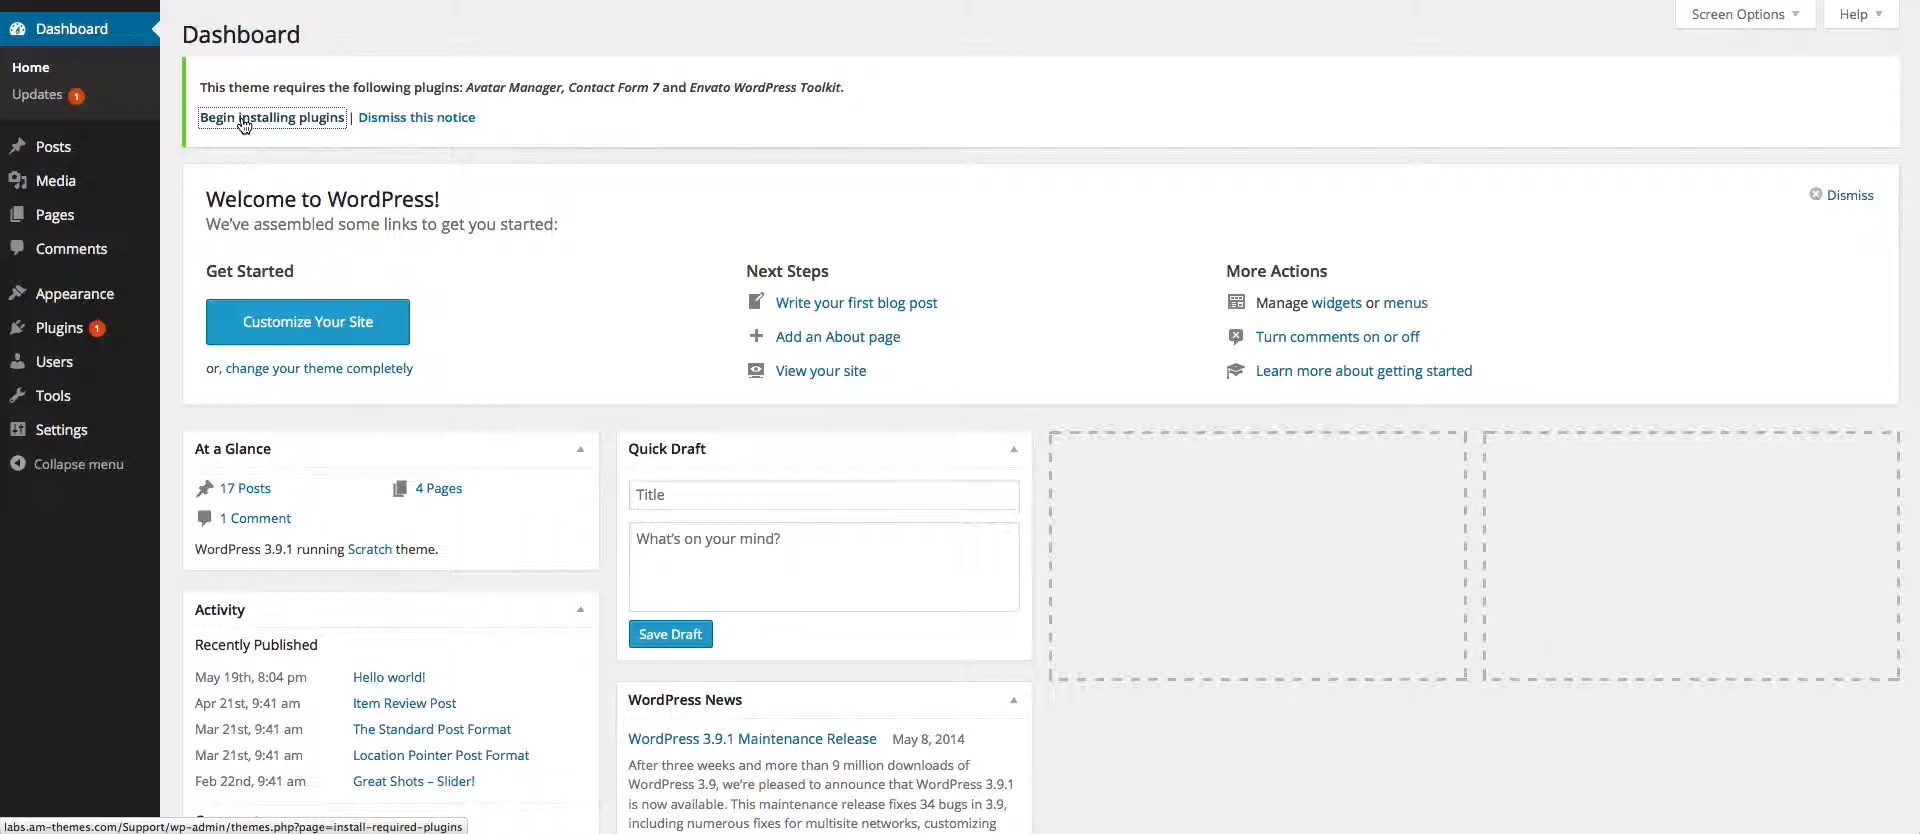 Dashboard
Home
Updates 1
Posts
Media
Pages
Comments
Appearance
Plugins 1
Users
Tools
Settings
Collapse menu
Screen Options
Help
Dashboard
This theme requires the following plugins: Avatar Manager, Contact Form 7 and Envato WordPress Toolkit.
Begin installing plugins | Dismiss this notice
Welcome to WordPress!
We've assembled some links to get you started:
Dismiss
Get Started
Customize Your Site
or, change your theme completely
Next Steps
Write your first blog post
Add an About page
View your site
More Actions
Manage widgets or menus
Turn comments on or off
Learn more about getting started
At a Glance
17 Posts
4 Pages
1 Comment
WordPress 3.9.1 running Scratch theme.
Activity
Recently Published
May 19th, 8:04 pm Hello world!
Apr 21st, 9:41 am Item Review Post
Mar 21st, 9:41 am The Standard Post Format
Mar 21st, 9:41 am Location Pointer Post Format
Feb 22nd, 9:41 am Great Shots – Slider!
Quick Draft
Title
What's on your mind?
Save Draft
WordPress News
WordPress 3.9.1 Maintenance Release May 8, 2014
After three weeks and more than 9 million downloads of
WordPress 3.9, we're pleased to announce that WordPress 3.9.1
is now available. This maintenance release fixes 34 bugs in 3.9,
including numerous fixes for multisite networks, customizing
labs.am-themes.com/Support/wp-admin/themes.php?page=install-required-plugins